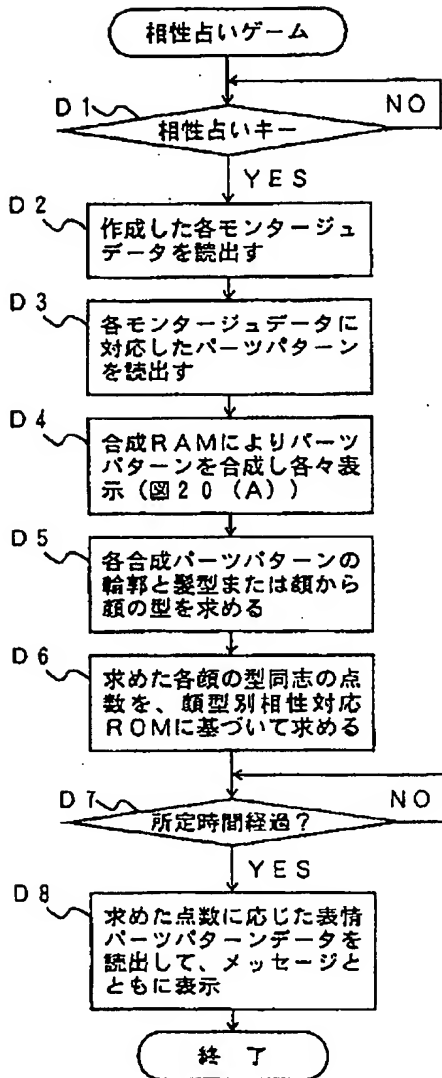 相性占いゲーム
D1
NO
相性占いキー
YES
D2
作成した各モンタージュ
データを読出す
D3
各モンタージュデータに
対応したパーツパターン
を読出す
D4
合成RAMによりパーツ
パターンを合成し各々表
示(図20(A))
D5
各合成パーツパターンの
輪郭と髪型または顔から
顔の型を求める
D6
求めた各顔の型同志の点
数を、顔型別相性対応
ROMに基づいて求める
D7
NO
所定時間経過?
YES
D8
求めた点数に応じた表情
パーツパターンデータを
読出して、メッセージと
ともに表示
終了